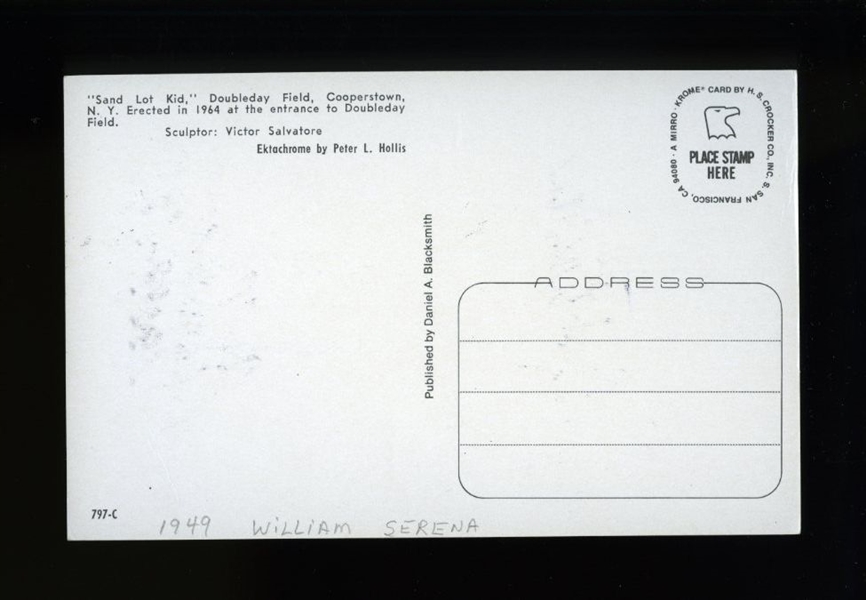 "Sand Lot Kid," Doubleday Field, Cooperstown,
N. Y. Erected in 1964 at the entrance to Doubleday
Field.
Sculptor: Victor Salvatore
Ektachrome by Peter L. Hollis
A MIRRO-KROME® CARD BY H. S. CROCKER CO., INC. S. SAN FRANCISCO, CA 94080
PLACE STAMP
HERE
Published by Daniel A. Blacksmith
ADDRESS
797-C
1949 WILLIAM SERENA